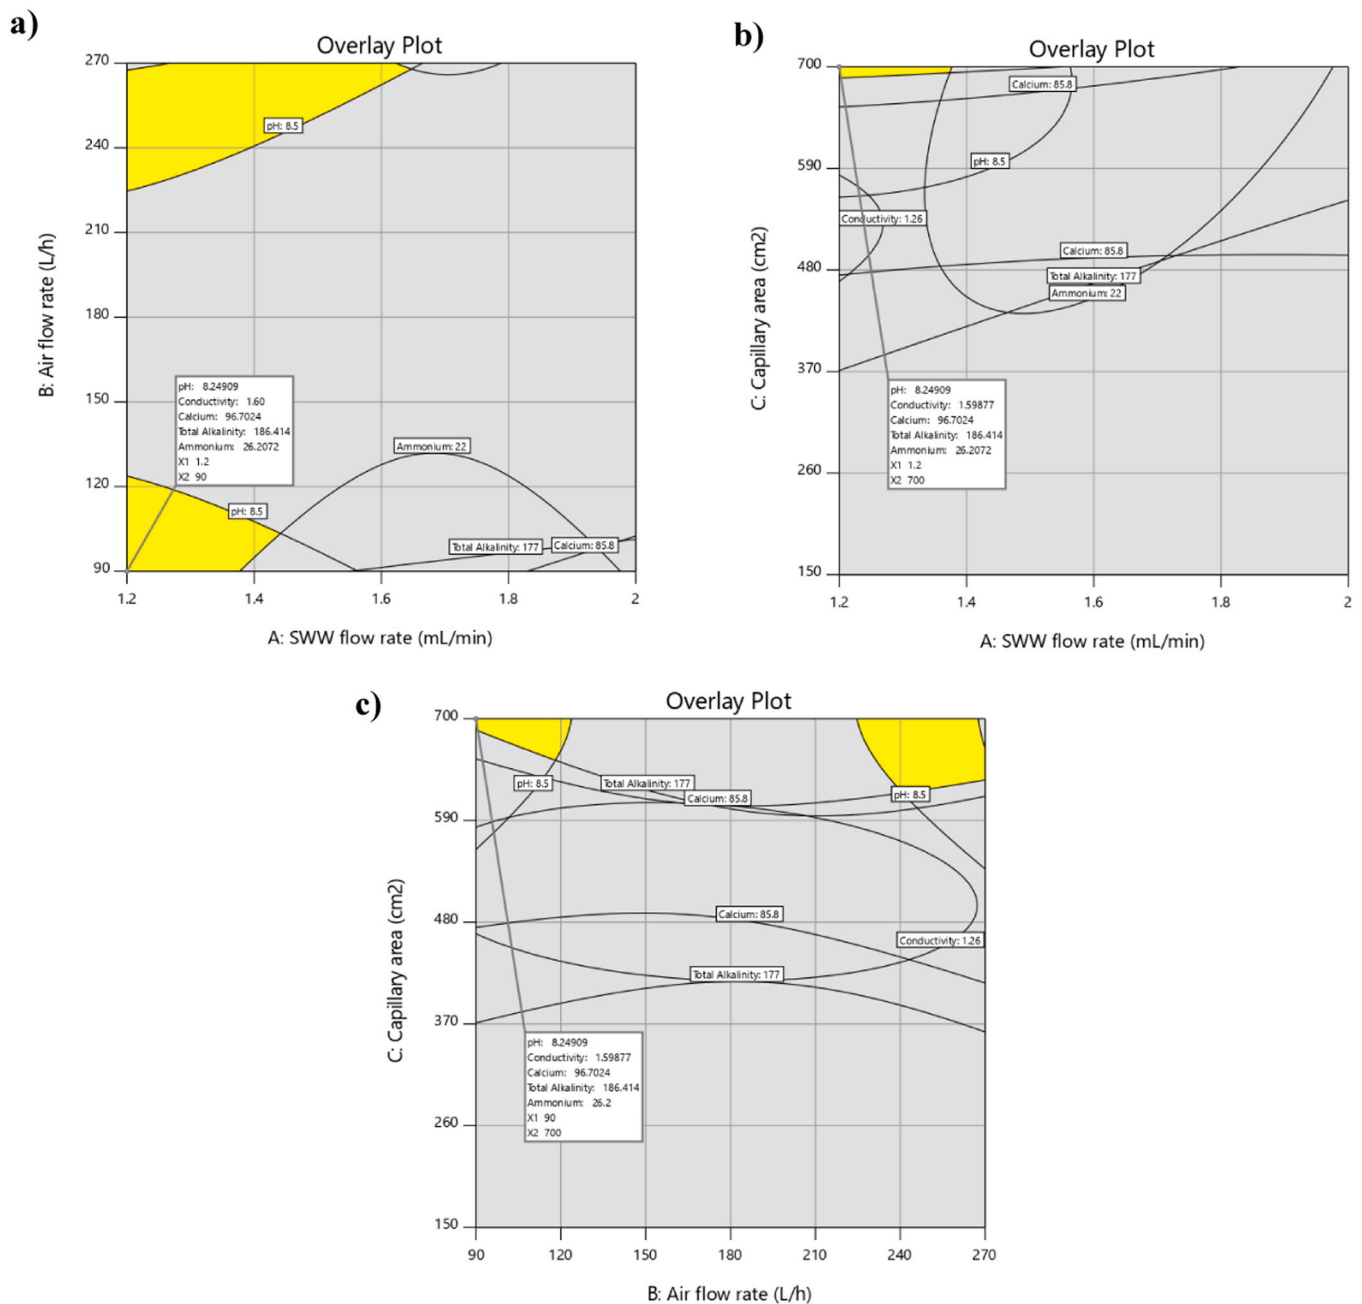 a)
Overlay Plot
270
240
210
180
150
120
90
B: Air flow rate (L/h)
pH: 8.5
pH: 8.24909
Conductivity: 1.60
Calcium: 96.7024
Total Alkalinity: 186.414
Ammonium: 26.2072
X1 1.2
X2 90
Ammonium: 22
pH: 8.5
Total Alkalinity: 177
Calcium: 85.8
1.2 1.4 1.6 1.8 2
A: SWW flow rate (mL/min)
b)
Overlay Plot
700
590
480
370
260
150
C: Capillary area (cm2)
Calcium: 85.8
pH: 8.5
Conductivity: 1.26
Calcium: 85.8
Total Alkalinity: 177
Ammonium: 22
pH: 8.24909
Conductivity: 1.59877
Calcium: 96.7024
Total Alkalinity: 186.414
Ammonium: 26.2072
X1 1.2
X2 700
1.2 1.4 1.6 1.8 2
A: SWW flow rate (mL/min)
c)
Overlay Plot
700
590
480
370
260
150
C: Capillary area (cm2)
pH: 8.5
Total Alkalinity: 177
Calcium: 85.8
pH: 8.5
Calcium: 85.8
Conductivity: 1.26
Total Alkalinity: 177
pH: 8.24909
Conductivity: 1.59877
Calcium: 96.7024
Total Alkalinity: 186.414
Ammonium: 26.2
X1 90
X2 700
90 120 150 180 210 240 270
B: Air flow rate (L/h)